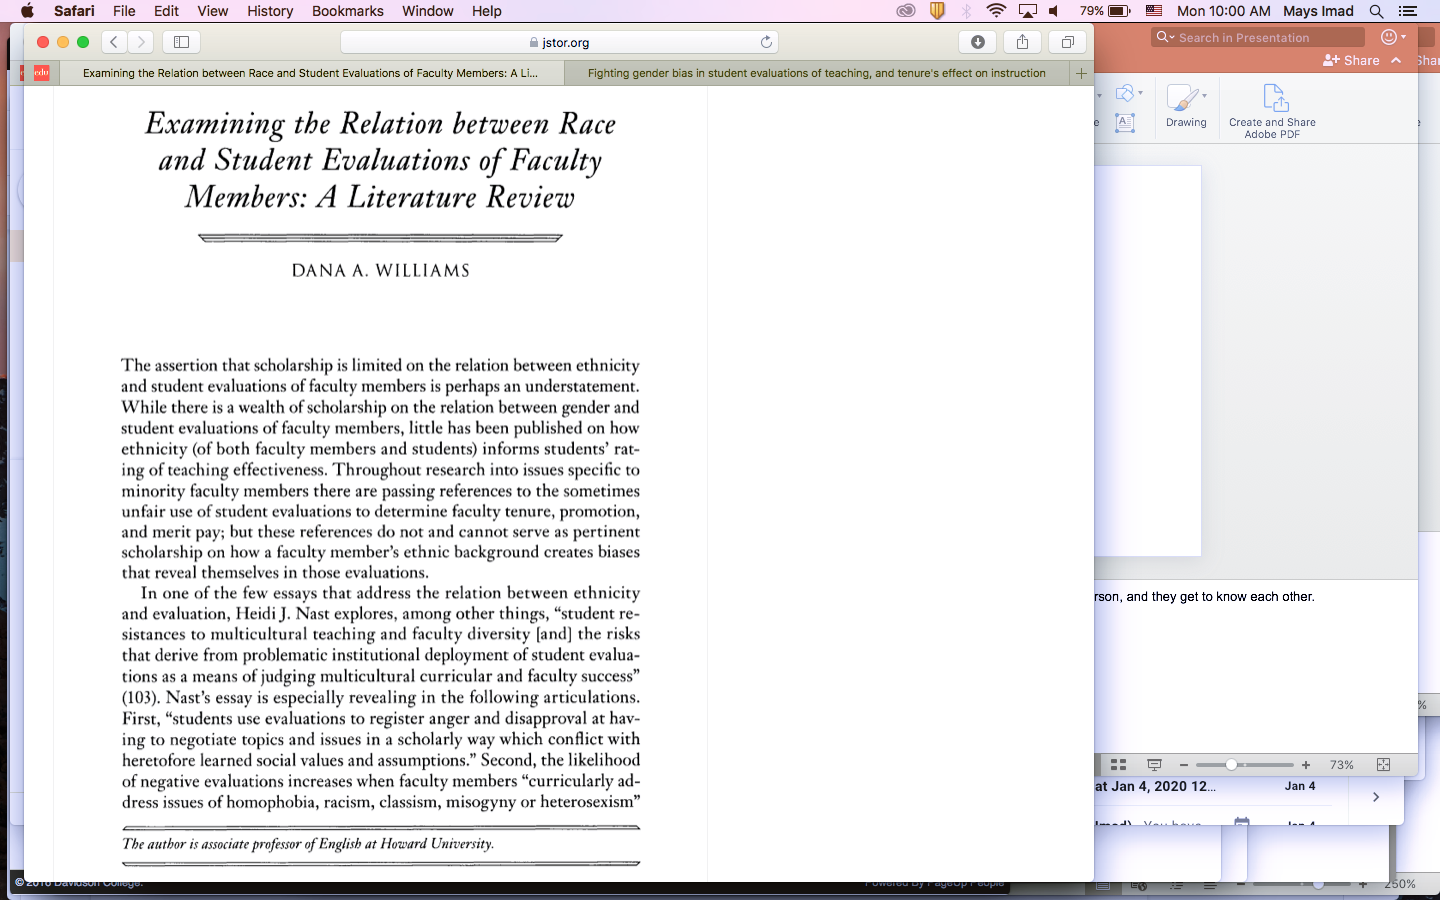 Safari File Edit View History Bookmarks Window Help 79% Mon 10:00 AM Mays Imad
jstor.org
Search in Presentation
Share
edu
Examining the Relation between Race and Student Evaluations of Faculty Members: A Li...
Fighting gender bias in student evaluations of teaching, and tenure's effect on instruction
Drawing
Create and Share
Adobe PDF
Examining the Relation between Race
and Student Evaluations of Faculty
Members: A Literature Review
DANA A. WILLIAMS
The assertion that scholarship is limited on the relation between ethnicity
and student evaluations of faculty members is perhaps an understatement.
While there is a wealth of scholarship on the relation between gender and
student evaluations of faculty members, little has been published on how
ethnicity (of both faculty members and students) informs students’ rat-
ing of teaching effectiveness. Throughout research into issues specific to
minority faculty members there are passing references to the sometimes
unfair use of student evaluations to determine faculty tenure, promotion,
and merit pay; but these references do not and cannot serve as pertinent
scholarship on how a faculty member’s ethnic background creates biases
that reveal themselves in those evaluations.
In one of the few essays that address the relation between ethnicity
and evaluation, Heidi J. Nast explores, among other things, “student re-
sistances to multicultural teaching and faculty diversity [and] the risks
that derive from problematic institutional deployment of student evalua-
tions as a means of judging multicultural curricular and faculty success”
(103). Nast’s essay is especially revealing in the following articulations.
First, “students use evaluations to register anger and disapproval at hav-
ing to negotiate topics and issues in a scholarly way which conflict with
heretofore learned social values and assumptions.” Second, the likelihood
of negative evaluations increases when faculty members “curricularly ad-
dress issues of homophobia, racism, classism, misogyny or heterosexism”
The author is associate professor of English at Howard University.
rson, and they get to know each other.
73%
at Jan 4, 2020 12... Jan 4
© 2016 Davidson College.
Powered By PageUp People
250%